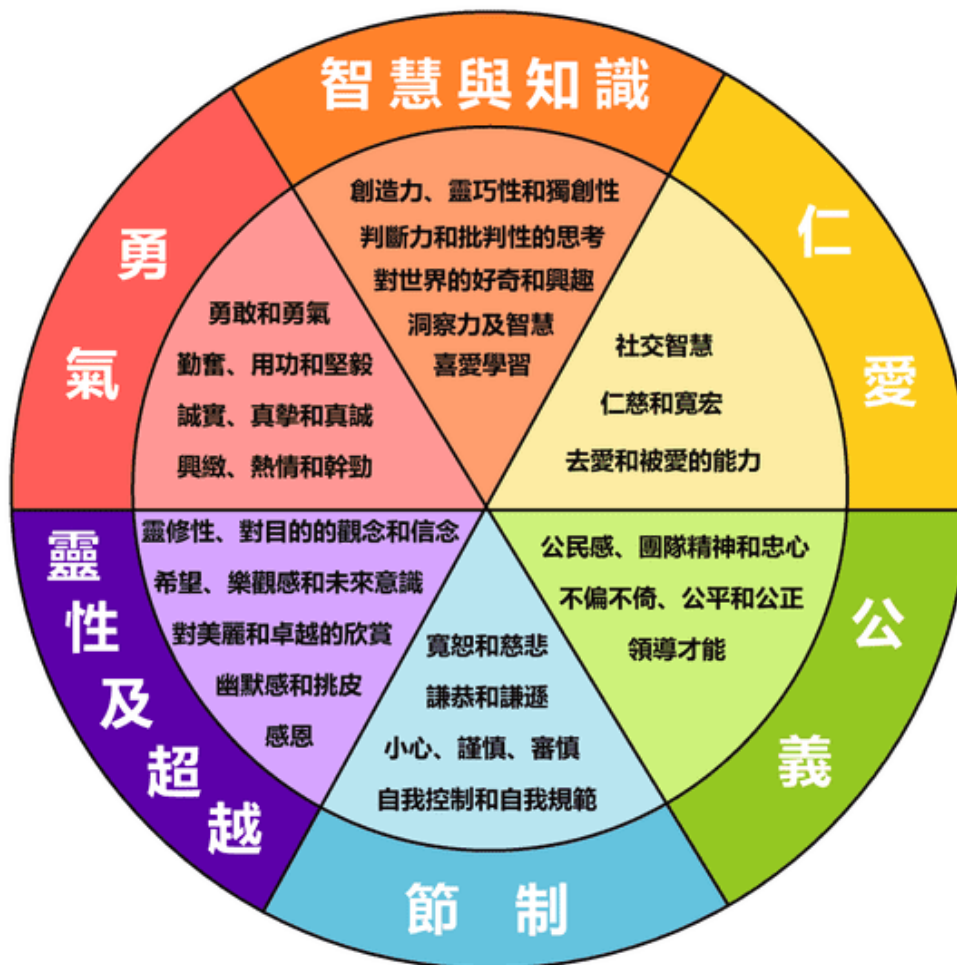 智慧與知識
創造力、靈巧性和獨創性
判斷力和批判性的思考
對世界的好奇和興趣
洞察力及智慧
喜愛學習
仁愛
社交智慧
仁慈和寬宏
去愛和被愛的能力
公義
公民感、團隊精神和忠心
不偏不倚、公平和公正
領導才能
節制
寬恕和慈悲
謙恭和謙遜
小心、謹慎、審慎
自我控制和自我規範
靈性及超越
靈修性、對目的的觀念和信念
希望、樂觀感和未來意識
對美麗和卓越的欣賞
幽默感和挑皮
感恩
勇氣
勇敢和勇氣
勤奮、用功和堅毅
誠實、真摯和真誠
興緻、熱情和幹勁